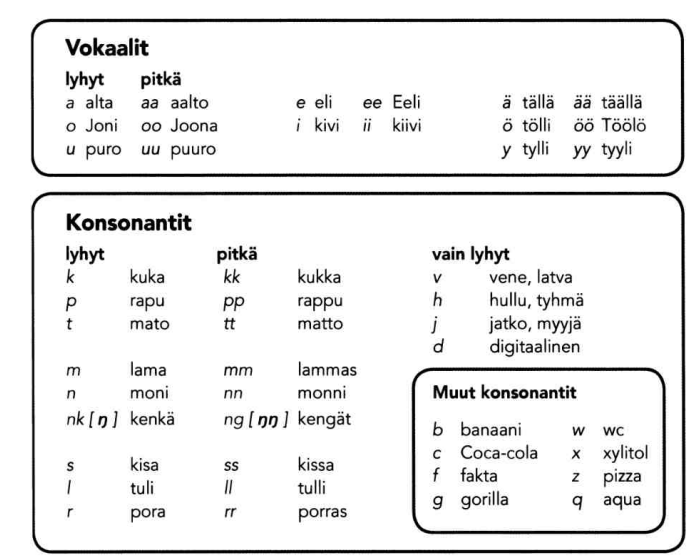 Vokaalit
lyhyt pitkä
a alta aa aalto e eli ee Eeli ä tällä ää täällä
o Joni oo Joona i kivi ii kiivi ö tölli öö Töölö
u puro uu puuro y tylli yy tyyli
Konsonantit
lyhyt pitkä
k kuka kk kukka
p rapu pp rappu
t mato tt matto
m lama mm lammas
n moni nn monni
nk [ŋ] kenkä ng [ŋŋ] kengät
s kisa ss kissa
l tuli ll tulli
r pora rr porras
vain lyhyt
v vene, latva
h hullu, tyhmä
j jatko, myyjä
d digitaalinen
Muut konsonantit
b banaani w wc
c Coca-cola x xylitol
f fakta z pizza
g gorilla q aqua